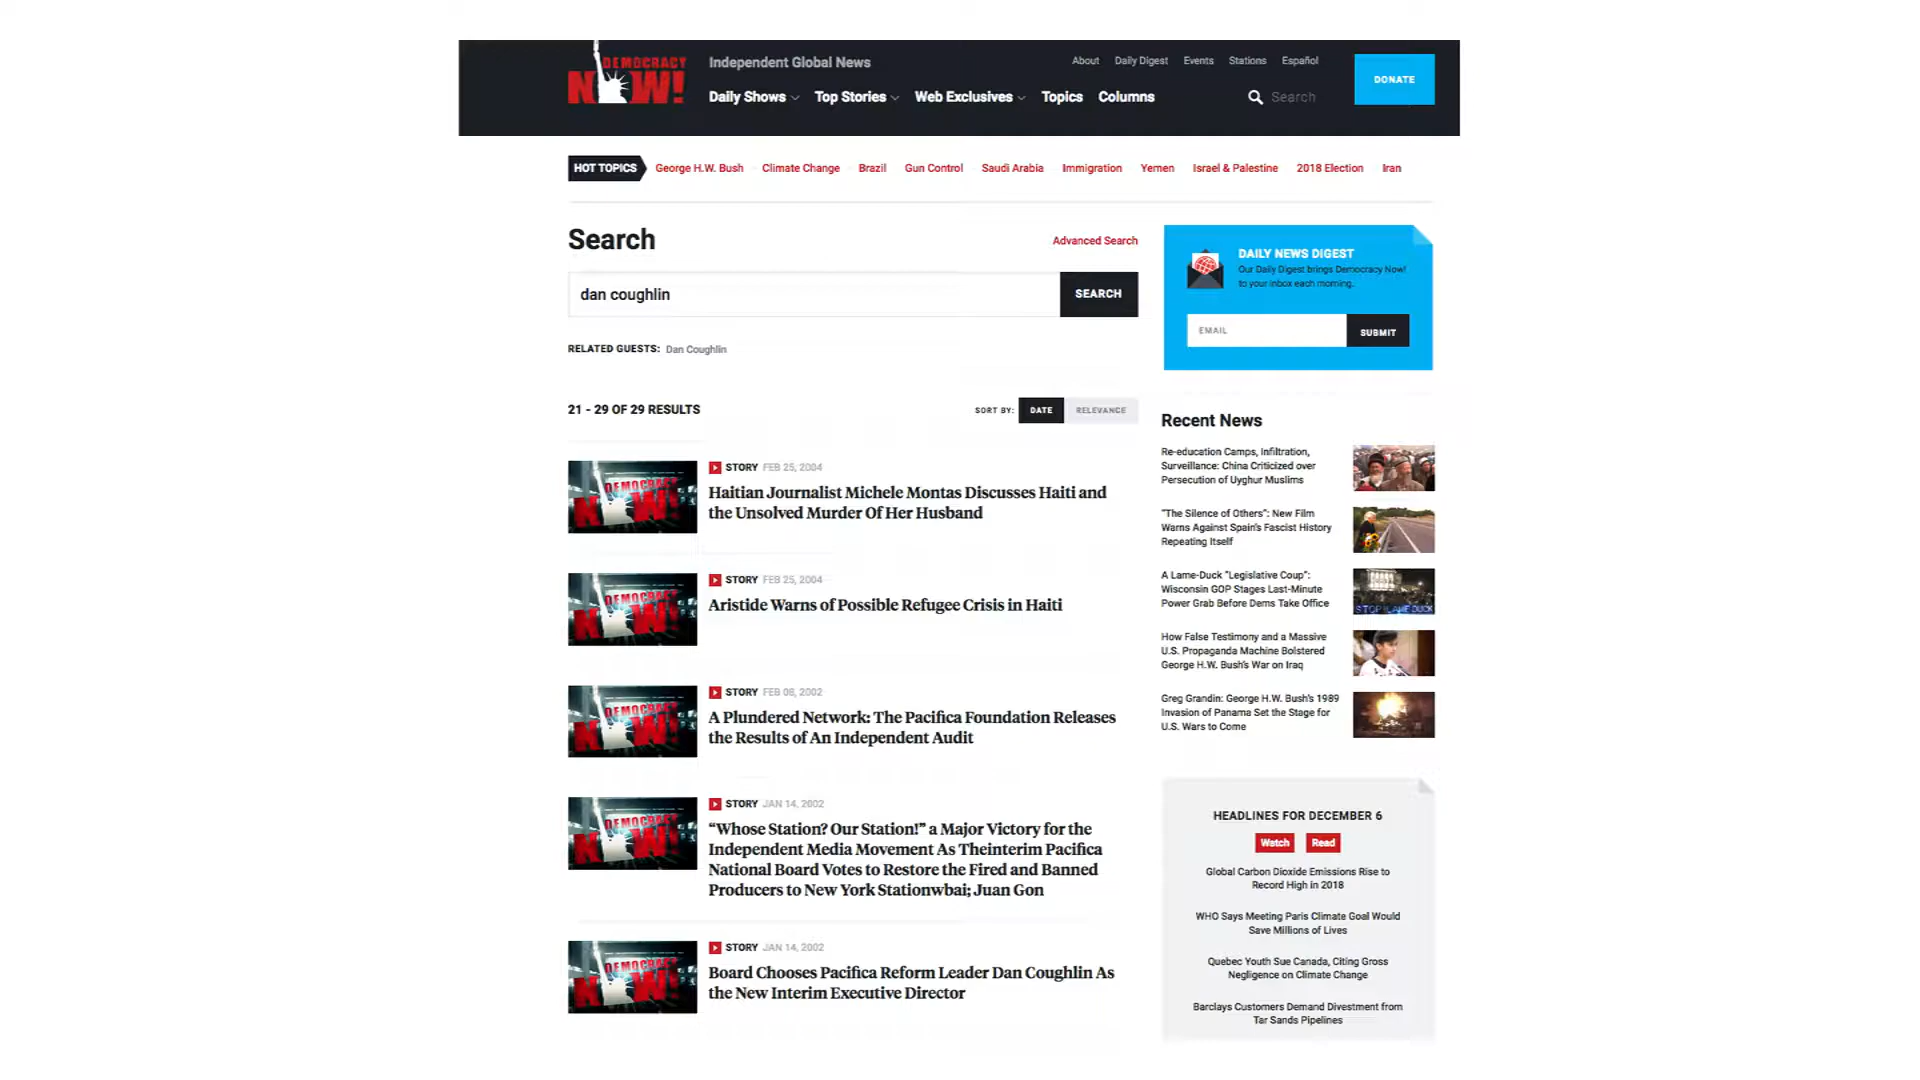 DEMOCRACY
NOW!
Independent Global News
About Daily Digest Events Stations Español
DONATE
Daily Shows Top Stories Web Exclusives Topics Columns
Search
HOT TOPICS George H.W. Bush Climate Change Brazil Gun Control Saudi Arabia Immigration Yemen Israel & Palestine 2018 Election Iran
Search
Advanced Search
dan coughlin
SEARCH
RELATED GUESTS: Dan Coughlin
21 - 29 OF 29 RESULTS
SORT BY: DATE RELEVANCE
STORY FEB 25, 2004
Haitian Journalist Michele Montas Discusses Haiti and
the Unsolved Murder Of Her Husband
STORY FEB 25, 2004
Aristide Warns of Possible Refugee Crisis in Haiti
STORY FEB 08, 2002
A Plundered Network: The Pacifica Foundation Releases
the Results of An Independent Audit
STORY JAN 14, 2002
“Whose Station? Our Station!” a Major Victory for the
Independent Media Movement As Theinterim Pacifica
National Board Votes to Restore the Fired and Banned
Producers to New York Stationwbai; Juan Gon
STORY JAN 14, 2002
Board Chooses Pacifica Reform Leader Dan Coughlin As
the New Interim Executive Director
DEMOCRACY
NOW!
DEMOCRACY
NOW!
DEMOCRACY
NOW!
DEMOCRACY
NOW!
DEMOCRACY
NOW!
DAILY NEWS DIGEST
Our Daily Digest brings Democracy Now!
to your inbox each morning.
EMAIL
SUBMIT
Recent News
Re-education Camps, Infiltration,
Surveillance: China Criticized over
Persecution of Uyghur Muslims
“The Silence of Others”: New Film
Warns Against Spain’s Fascist History
Repeating Itself
A Lame-Duck “Legislative Coup”:
Wisconsin GOP Stages Last-Minute
Power Grab Before Dems Take Office
STOP LAME DUCK
How False Testimony and a Massive
U.S. Propaganda Machine Bolstered
George H.W. Bush’s War on Iraq
Greg Grandin: George H.W. Bush’s 1989
Invasion of Panama Set the Stage for
U.S. Wars to Come
HEADLINES FOR DECEMBER 6
Watch Read
Global Carbon Dioxide Emissions Rise to
Record High in 2018
WHO Says Meeting Paris Climate Goal Would
Save Millions of Lives
Quebec Youth Sue Canada, Citing Gross
Negligence on Climate Change
Barclays Customers Demand Divestment from
Tar Sands Pipelines